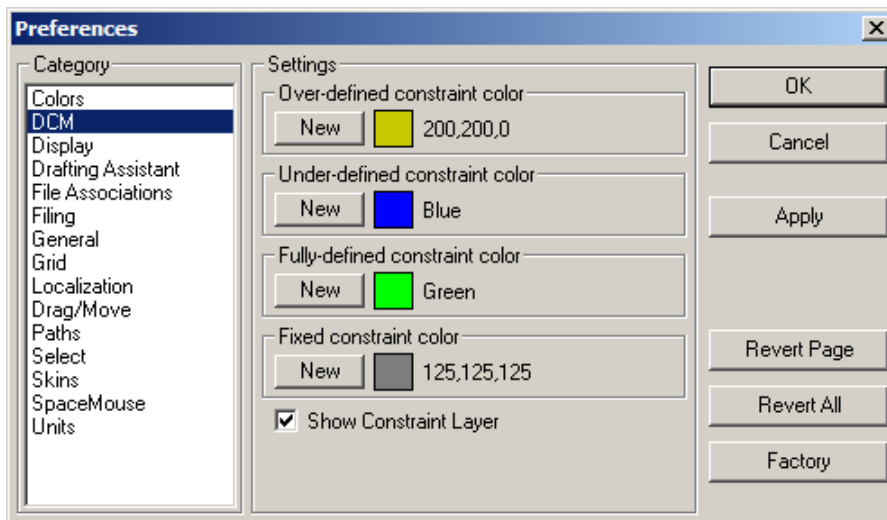 Preferences
Category
Colors
DCM
Display
Drafting Assistant
File Associations
Filing
General
Grid
Localization
Drag/Move
Paths
Select
Skins
SpaceMouse
Units
Settings
Over-defined constraint color
New 200,200,0
Under-defined constraint color
New Blue
Fully-defined constraint color
New Green
Fixed constraint color
New 125,125,125
Show Constraint Layer
OK
Cancel
Apply
Revert Page
Revert All
Factory